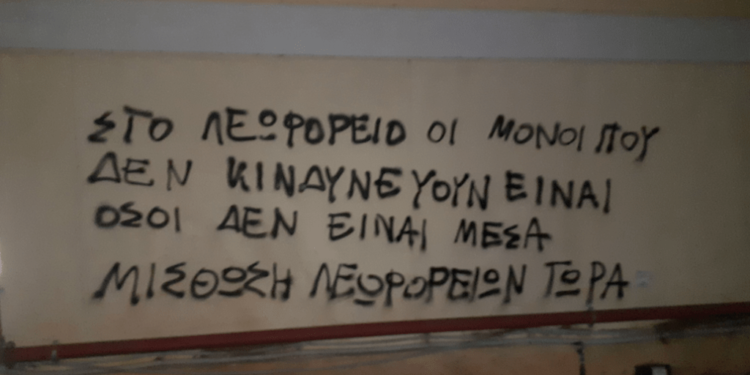 ΣΤΟ ΛΕΩΦΟΡΕΙΟ ΟΙ ΜΟΝΟΙ ΠΟΥ
ΔΕΝ ΚΙΝΔΥΝΕΥΟΥΝ ΕΙΝΑΙ
ΟΣΟΙ ΔΕΝ ΕΙΝΑΙ ΜΕΣΑ
ΜΙΣΘΩΣΗ ΛΕΩΦΟΡΕΙΩΝ ΤΩΡΑ